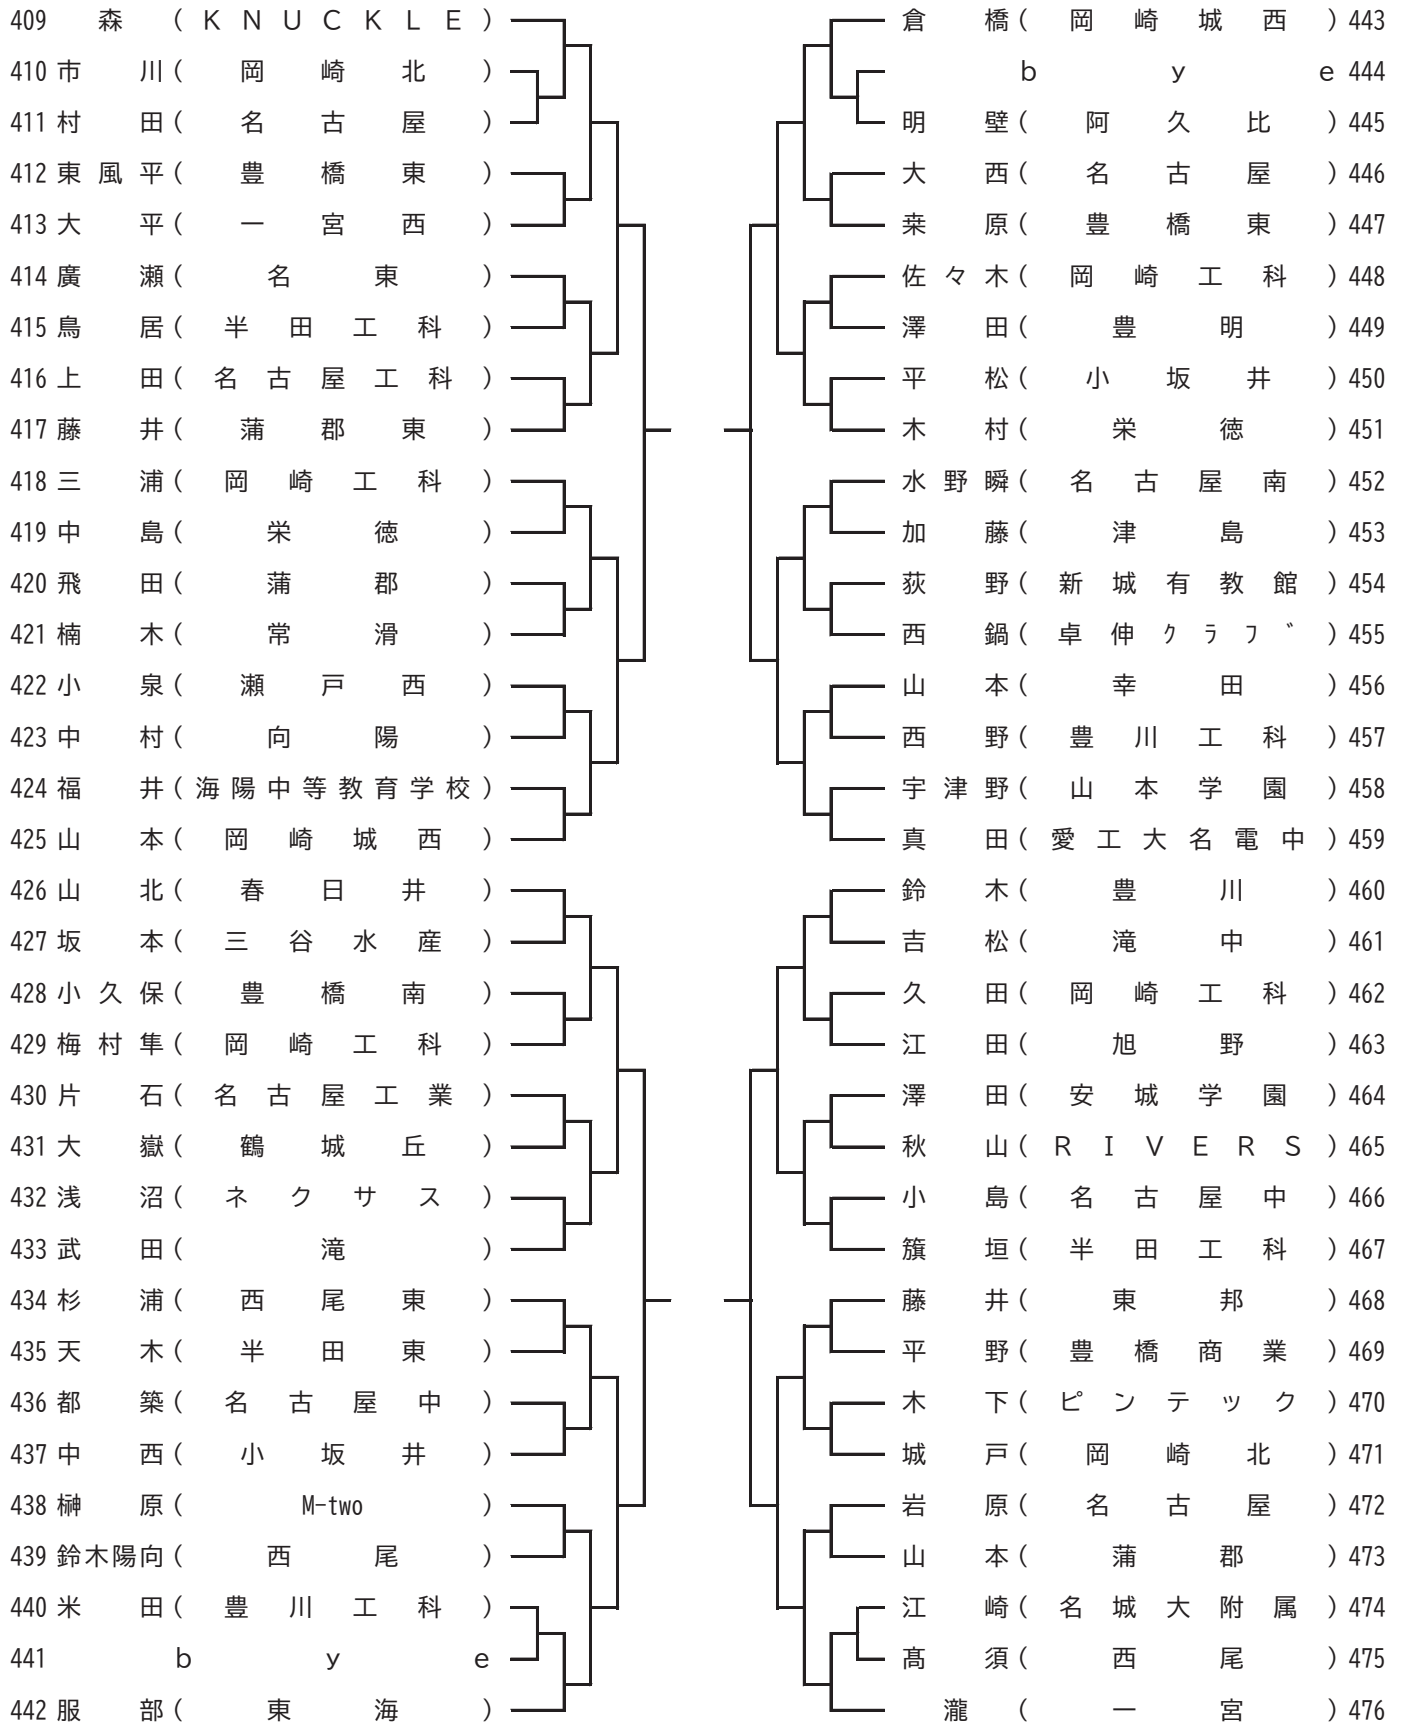 409 森 (KNUCKLE)
410 市川(岡崎北)
411 村田(名古屋)
412 東風平(豊橋東)
413 大平(一宮西)
414 廣瀬(名東)
415 鳥居(半田工科)
416 上田(名古屋工科)
417 藤井(蒲郡東)
418 三浦(岡崎工科)
419 中島(栄徳)
420 飛田(蒲郡)
421 楠木(常滑)
422 小泉(瀬戸西)
423 中村(向陽)
424 福井(海陽中等教育学校)
425 山本(岡崎城西)
426 山北(春日井)
427 坂本(三谷水産)
428 小久保(豊橋南)
429 梅村隼(岡崎工科)
430 片石(名古屋工業)
431 大嶽(鶴城丘)
432 浅沼(ネクサス)
433 武田(滝)
434 杉浦(西尾東)
435 天木(半田東)
436 都築(名古屋中)
437 中西(小坂井)
438 榊原(M-two)
439 鈴木陽向(西尾)
440 米田(豊川工科)
441 bye
442 服部(東海)
倉橋(岡崎城西)443
bye 444
明壁(阿久比)445
大西(名古屋)446
桒原(豊橋東)447
佐々木(岡崎工科)448
澤田(豊明)449
平松(小坂井)450
木村(栄徳)451
水野瞬(名古屋南)452
加藤(津島)453
荻野(新城有教館)454
西鍋(卓伸ｸﾗﾌﾞ)455
山本(幸田)456
西野(豊川工科)457
宇津野(山本学園)458
真田(愛工大名電中)459
鈴木(豊川)460
吉松(滝中)461
久田(岡崎工科)462
江田(旭野)463
澤田(安城学園)464
秋山(RIVERS)465
小島(名古屋中)466
籏垣(半田工科)467
藤井(東邦)468
平野(豊橋商業)469
木下(ピンテック)470
城戸(岡崎北)471
岩原(名古屋)472
山本(蒲郡)473
江崎(名城大附属)474
髙須(西尾)475
瀧 (一宮)476